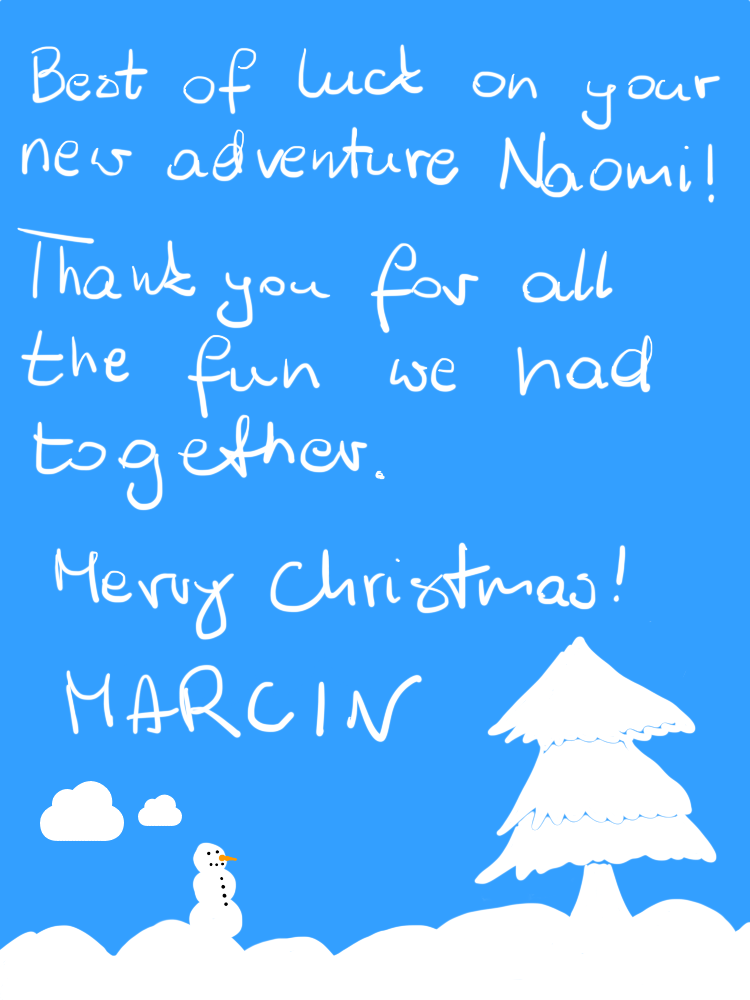 Best of luck on your
new adventure Naomi!
Thank you for all
the fun we had
together.
Merry Christmas!
MARCIN